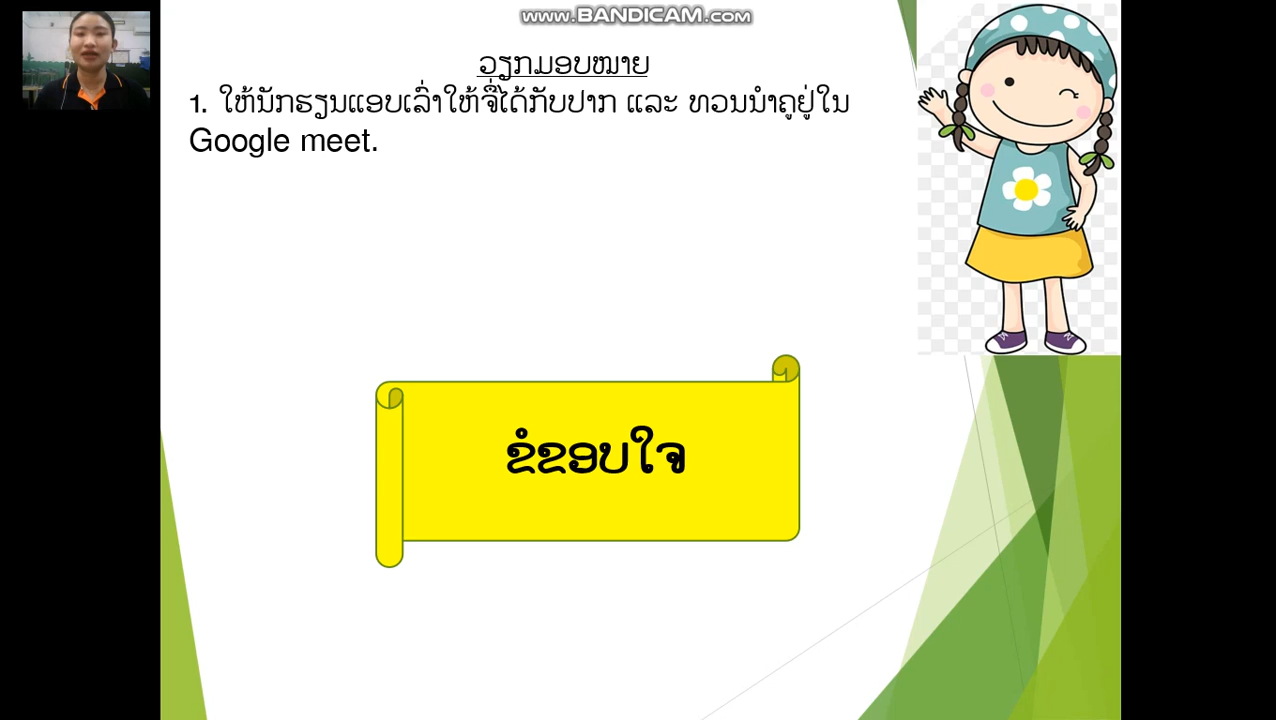 www.BANDICAM.com
ວຽກມອບໝາຍ
1. ໃຫ້ນັກຮຽນແອບເລົ່າໃຫ້ຈື່ໄດ້ກັບປາກ ແລະ ທວນນຳຄູຢູ່ໃນ
Google meet.
ຂໍຂອບໃຈ